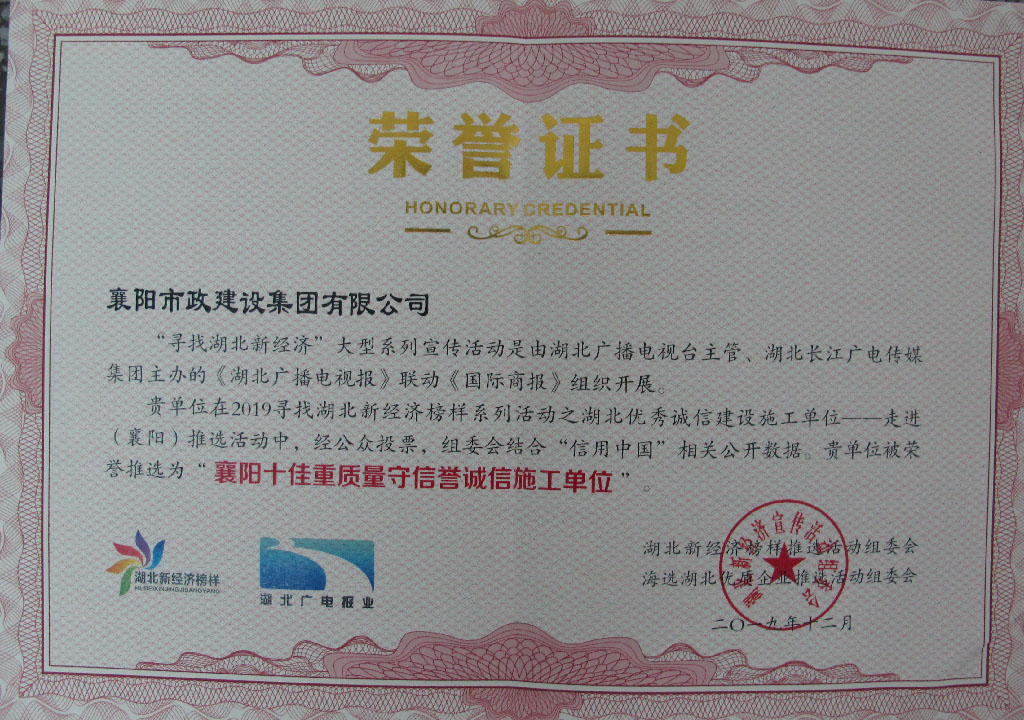 荣誉证书
HONORARY CREDENTIAL
襄阳市政建设集团有限公司
“寻找湖北新经济”大型系列宣传活动是由湖北广播电视台主管、湖北长江广电传媒
集团主办的《湖北广播电视报》联动《国际商报》组织开展。
贵单位在2019寻找湖北新经济榜样系列活动之湖北优秀诚信建设施工单位——走进
（襄阳）推选活动中，经公众投票，组委会结合“信用中国”相关公开数据。贵单位被荣
誉推选为“襄阳十佳重质量守信誉诚信施工单位”。
湖北新经济榜样
HUBEIXINJINGJIBANGYANG
湖北广电报业
湖北新经济榜样推选活动组委会
海选湖北优质企业推选活动组委会
二〇一九年十二月